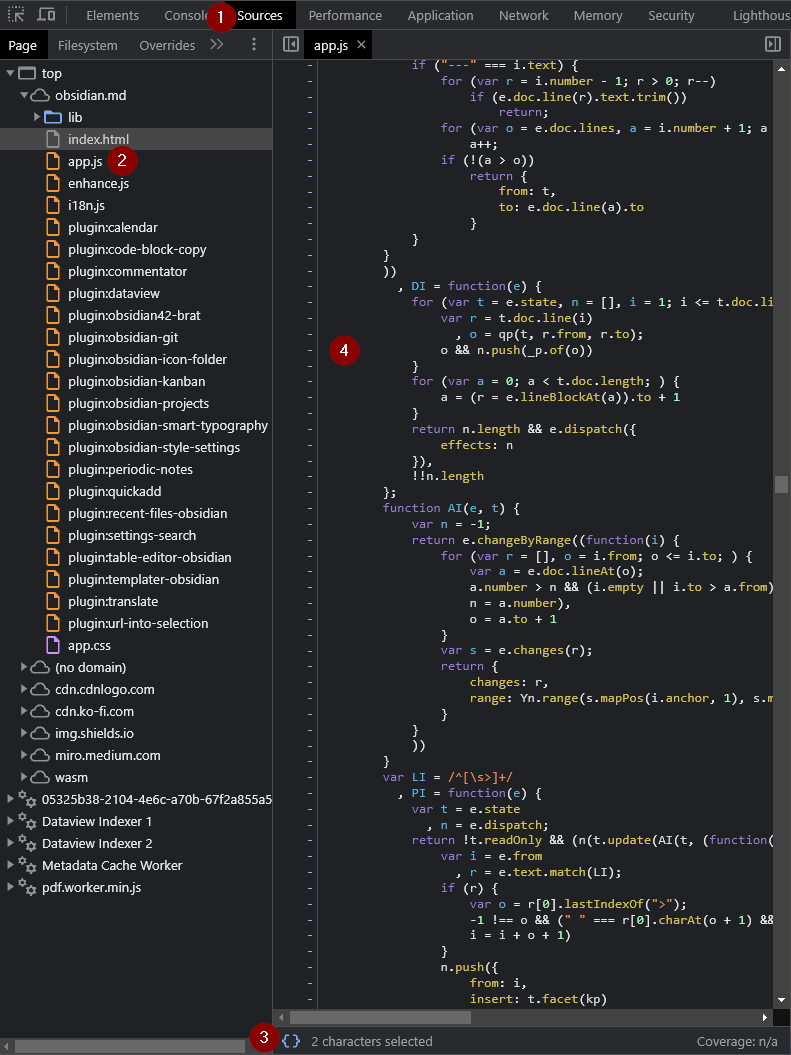 Elements Console 1 Sources Performance Application Network Memory Security Lighthous
Page Filesystem Overrides
app.js
top
obsidian.md
lib
index.html
app.js 2
enhance.js
i18n.js
plugin:calendar
plugin:code-block-copy
plugin:commentator
plugin:dataview
plugin:obsidian42-brat
plugin:obsidian-git
plugin:obsidian-icon-folder
plugin:obsidian-kanban
plugin:obsidian-projects
plugin:obsidian-smart-typography
plugin:obsidian-style-settings
plugin:periodic-notes
plugin:quickadd
plugin:recent-files-obsidian
plugin:settings-search
plugin:table-editor-obsidian
plugin:templater-obsidian
plugin:translate
plugin:url-into-selection
app.css
(no domain)
cdn.cdnlogo.com
cdn.ko-fi.com
img.shields.io
miro.medium.com
wasm
05325b38-2104-4e6c-a70b-67f2a855a5
Dataview Indexer 1
Dataview Indexer 2
Metadata Cache Worker
pdf.worker.min.js
if ("---" === i.text) {
for (var r = i.number - 1; r > 0; r--)
if (e.doc.line(r).text.trim())
return;
for (var o = e.doc.lines, a = i.number + 1; a
a++;
if (!(a > o))
return {
from: t,
to: e.doc.line(a).to
}
}
}
))
, DI = function(e) {
for (var t = e.state, n = [], i = 1; i <= t.doc.li
var r = t.doc.line(i)
, o = qp(t, r.from, r.to);
4 o && n.push(_p.of(o))
}
for (var a = 0; a < t.doc.length; ) {
a = (r = e.lineBlockAt(a)).to + 1
}
return n.length && e.dispatch({
effects: n
}),
!!n.length
};
function AI(e, t) {
var n = -1;
return e.changeByRange((function(i) {
for (var r = [], o = i.from; o <= i.to; ) {
var a = e.doc.lineAt(o);
a.number > n && (i.empty || i.to > a.from)
n = a.number),
o = a.to + 1
}
var s = e.changes(r);
return {
changes: r,
range: Yn.range(s.mapPos(i.anchor, 1), s.m
}
}
))
}
var LI = /^[\s>]+/
, PI = function(e) {
var t = e.state
, n = e.dispatch;
return !t.readOnly && (n(t.update(AI(t, (function(
var i = e.from
, r = e.text.match(LI);
if (r) {
var o = r[0].lastIndexOf(">");
-1 !== o && (" " === r[0].charAt(o + 1) &&
i = i + o + 1)
}
n.push({
from: i,
insert: t.facet(kp)
3 {} 2 characters selected Coverage: n/a